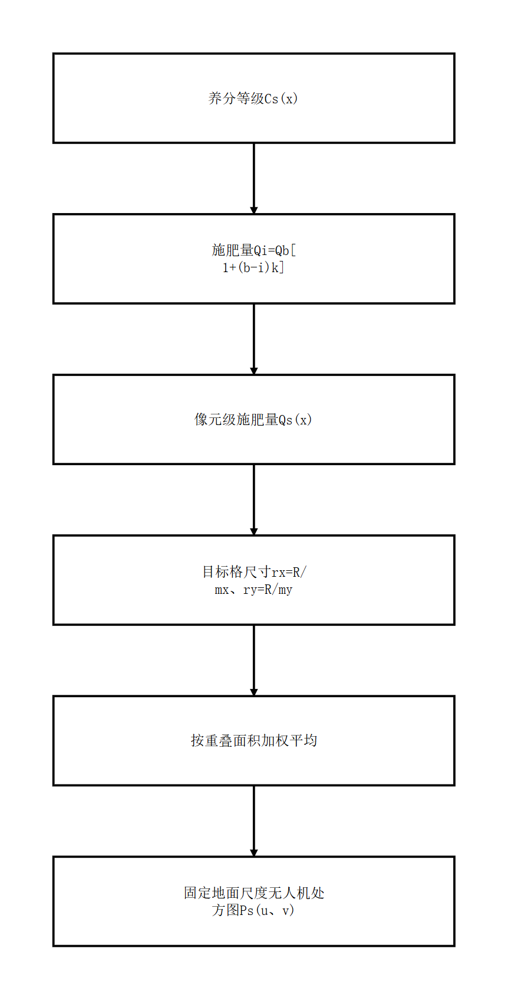 养分等级Cs(x)
施肥量Qi=Qb[
1+(b-i)k]
像元级施肥量Qs(x)
目标格尺寸rx=R/
mx、ry=R/my
按重叠面积加权平均
固定地面尺度无人机处
方图Ps(u、v)